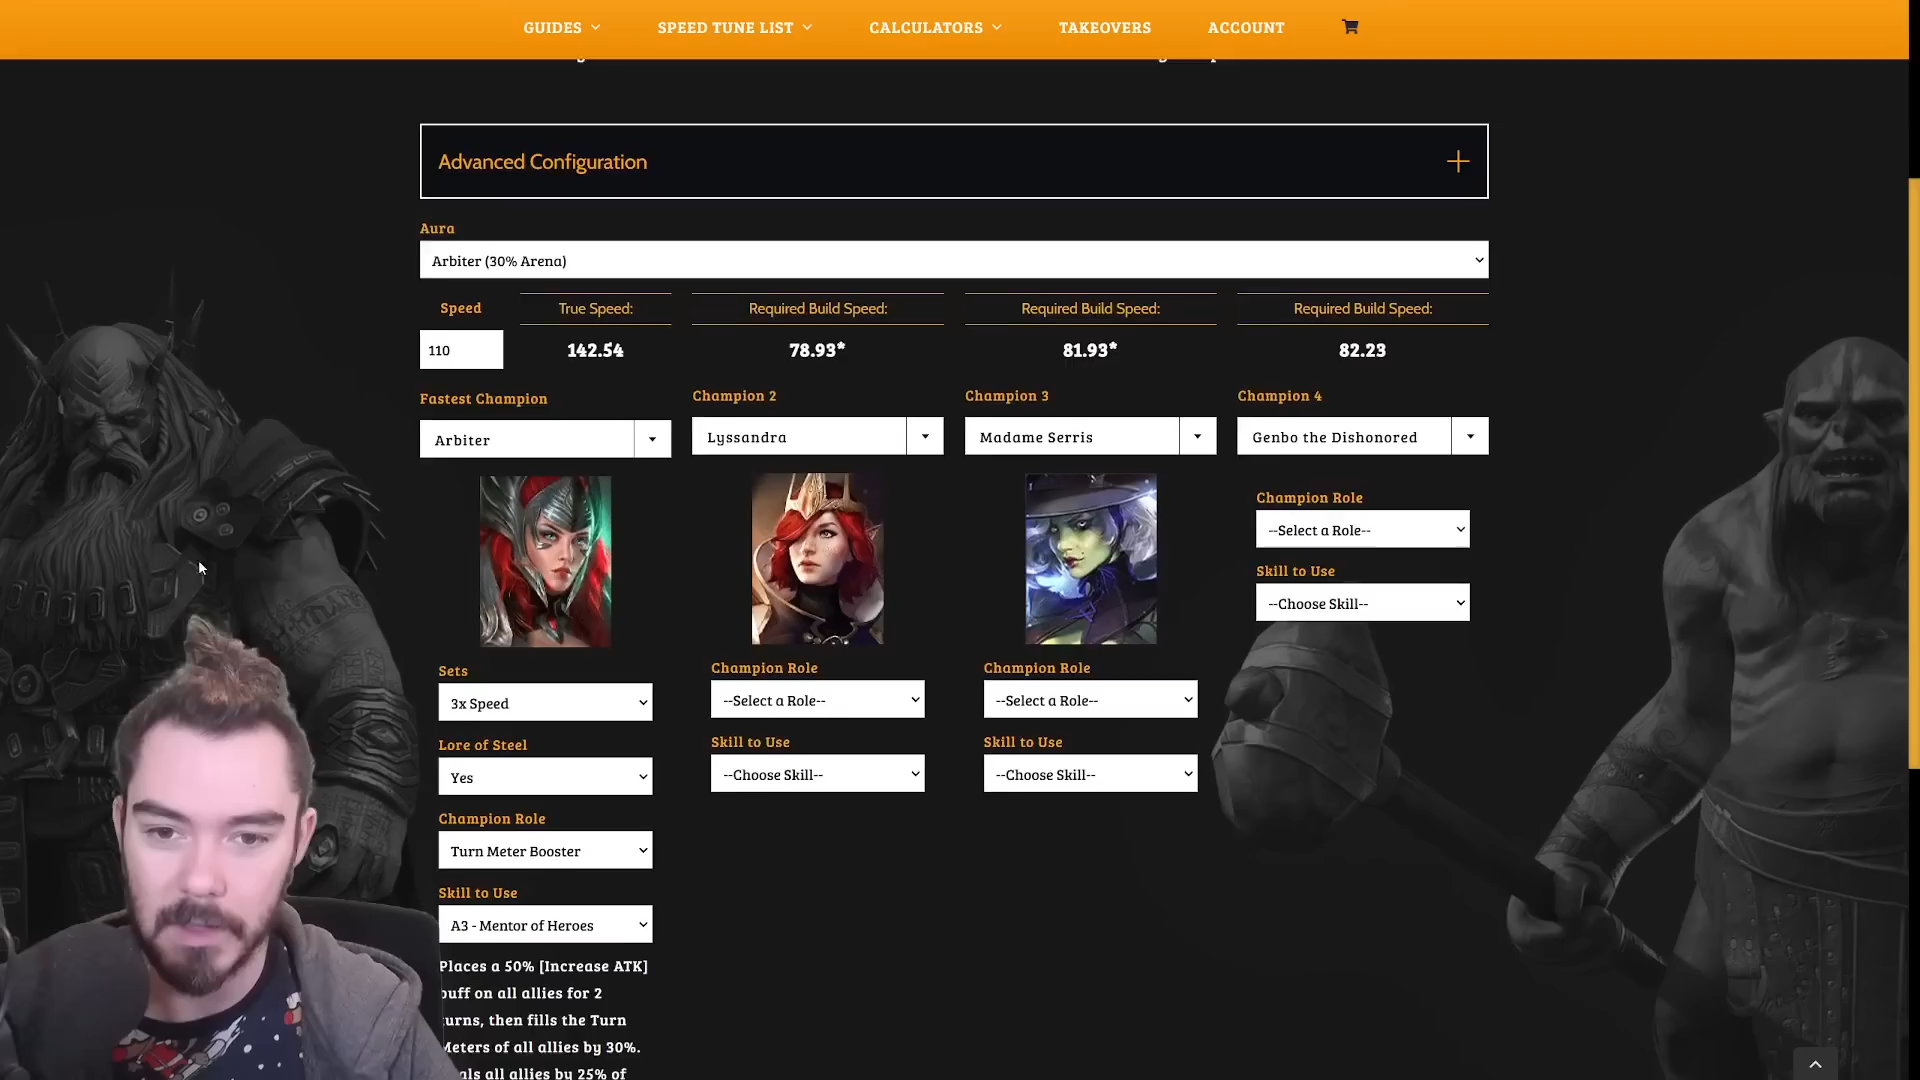 GUIDES
SPEED TUNE LIST
CALCULATORS
TAKEOVERS
ACCOUNT
Advanced Configuration
Aura
Arbiter (30% Arena)
Speed
True Speed:
Required Build Speed:
Required Build Speed:
Required Build Speed:
110
142.54
78.93*
81.93*
82.23
Fastest Champion
Champion 2
Champion 3
Champion 4
Arbiter
Lyssandra
Madame Serris
Genbo the Dishonored
Champion Role
--Select a Role--
Skill to Use
--Choose Skill--
Sets
3x Speed
Lore of Steel
Yes
Champion Role
Turn Meter Booster
Skill to Use
A3 - Mentor of Heroes
Places a 50% [Increase ATK]
buff on all allies for 2
turns, then fills the Turn
Meters of all allies by 30%.
all allies by 25% of
Champion Role
--Select a Role--
Skill to Use
--Choose Skill--
Champion Role
--Select a Role--
Skill to Use
--Choose Skill--